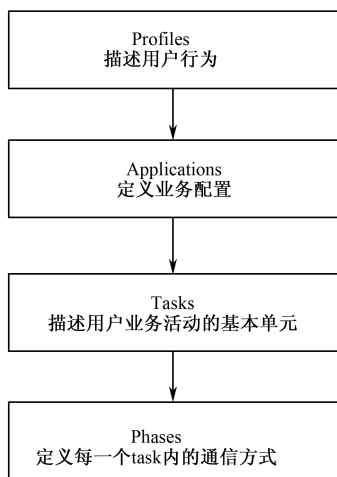 Profiles
描述用户行为
Applications
定义业务配置
Tasks
描述用户业务活动的基本单元
Phases
定义每一个task内的通信方式